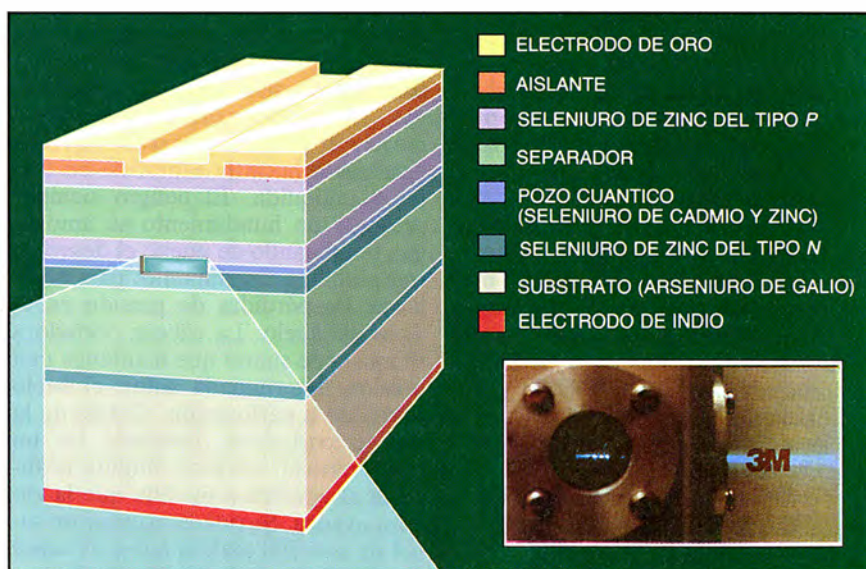 ELECTRODO DE ORO
AISLANTE
SELENIURO DE ZINC DEL TIPO P
SEPARADOR
POZO CUANTICO
(SELENIURO DE CADMIO Y ZINC)
SELENIURO DE ZINC DEL TIPO N
SUBSTRATO (ARSENIURO DE GALIO)
ELECTRODO DE INDIO
3M